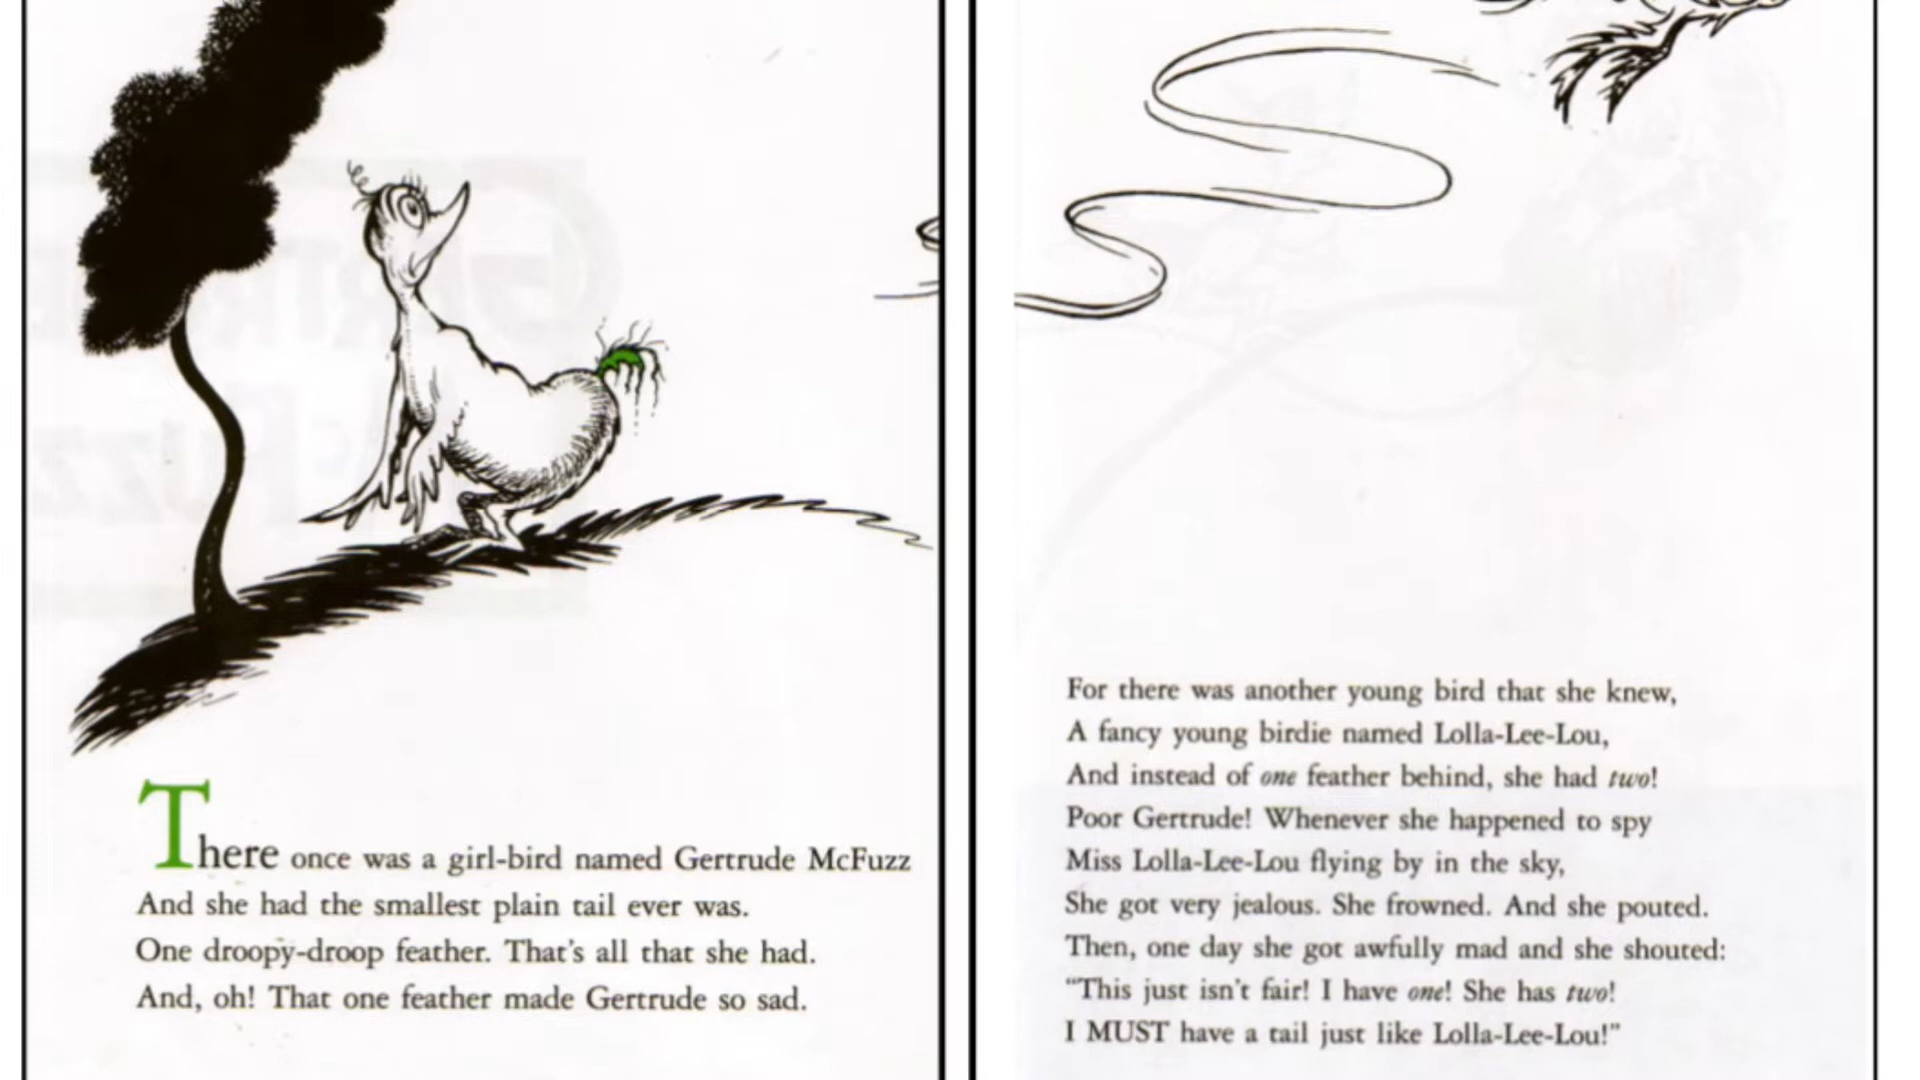 There once was a girl-bird named Gertrude McFuzz
And she had the smallest plain tail ever was.
One droopy-droop feather. That's all that she had.
And, oh! That one feather made Gertrude so sad.
For there was another young bird that she knew,
A fancy young birdie named Lolla-Lee-Lou,
And instead of one feather behind, she had two!
Poor Gertrude! Whenever she happened to spy
Miss Lolla-Lee-Lou flying by in the sky,
She got very jealous. She frowned. And she pouted.
Then, one day she got awfully mad and she shouted:
"This just isn't fair! I have one! She has two!
I MUST have a tail just like Lolla-Lee-Lou!"